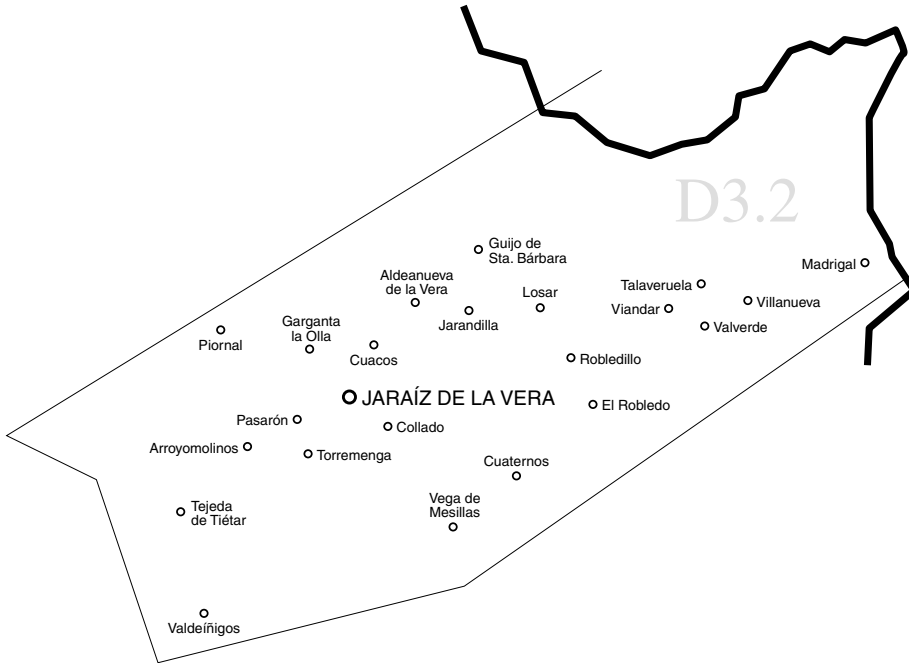 D3.2
Guijo de
Sta. Bárbara
Madrigal
Aldeanueva
de la Vera
Talaveruela
Losar
Villanueva
Viandar
Jarandilla
Garganta
la Olla
Valverde
Piornal
Cuacos
Robledillo
JARAÍZ DE LA VERA
El Robledo
Pasarón
Collado
Arroyomolinos
Torremenga
Cuaternos
Vega de
Mesillas
Tejeda
de Tiétar
Valdeíñigos